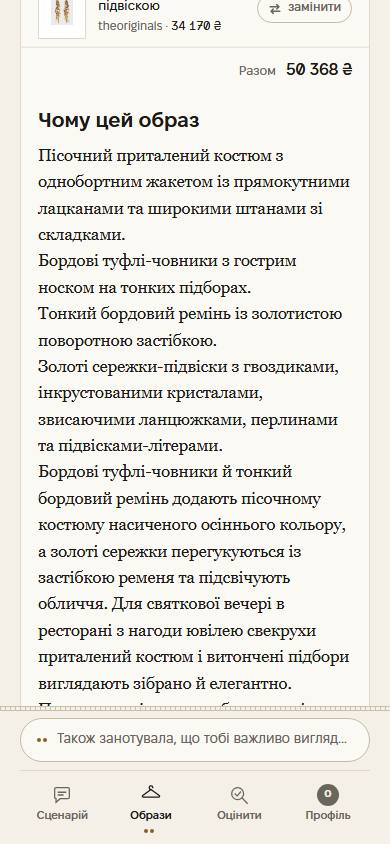 підвіскою
theoriginals · 34 170 ₴
замінити
Разом 50 368 ₴
Чому цей образ
Пісочний приталений костюм з
однобортним жакетом із прямокутними
лацканами та широкими штанами зі
складками.
Бордові туфлі-човники з гострим
носком на тонких підборах.
Тонкий бордовий ремінь із золотистою
поворотною застібкою.
Золоті сережки-підвіски з гвоздиками,
інкрустованими кристалами,
звисаючими ланцюжками, перлинами
та підвісками-літерами.
Бордові туфлі-човники й тонкий
бордовий ремінь додають пісочному
костюму насиченого осіннього кольору,
а золоті сережки перегукуються із
застібкою ременя та підсвічують
обличчя. Для святкової вечері в
ресторані з нагоди ювілею свекрухи
приталений костюм і витончені підбори
виглядають зібрано й елегантно.
Також занотувала, що тобі важливо вигляд...
Сценарій
Образи
Оцінити
О
Профіль